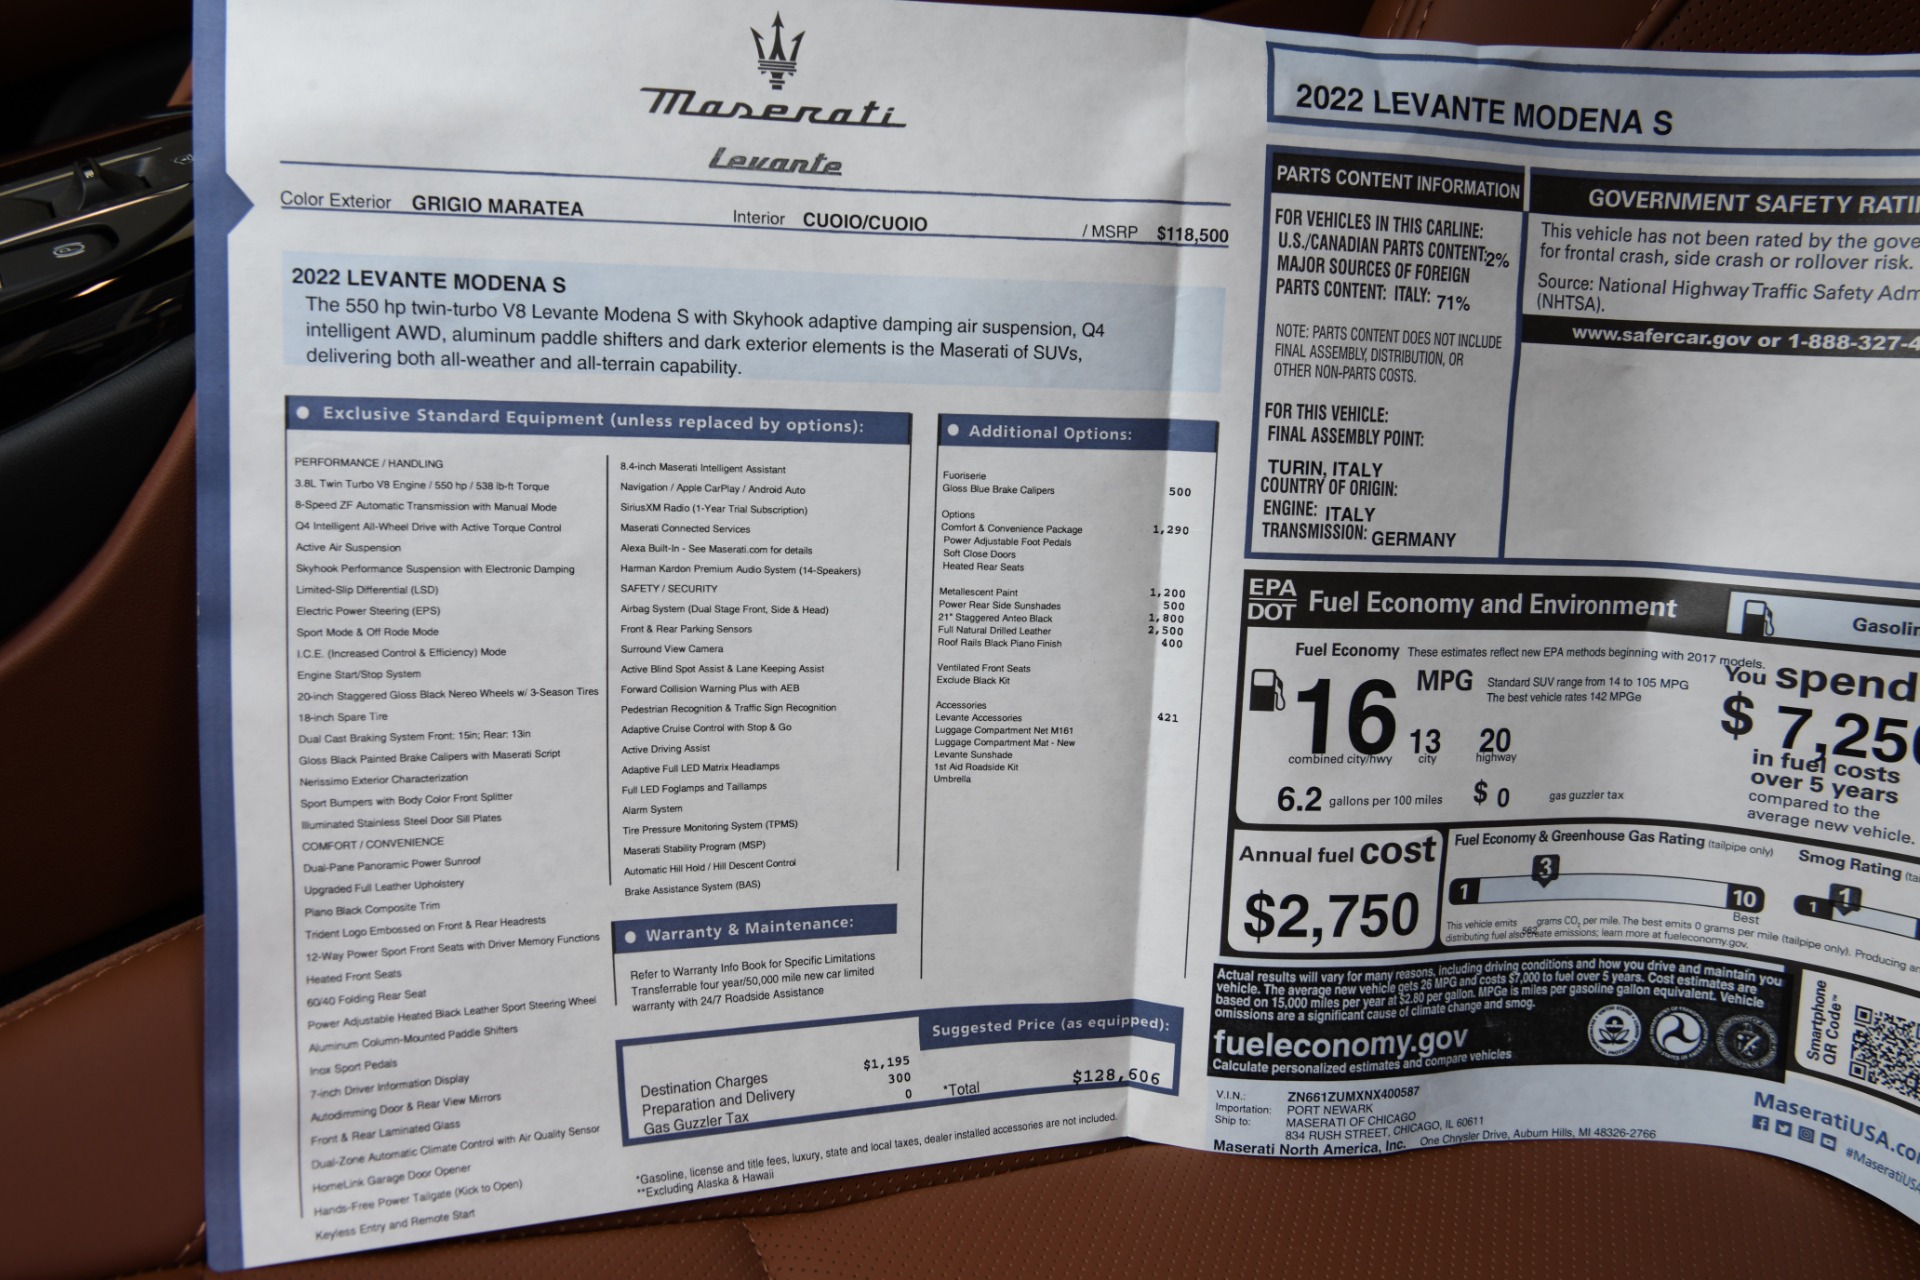 Maserati
Levante
Color Exterior GRIGIO MARATEA Interior CUOIO/CUOIO / MSRP $118,500
2022 LEVANTE MODENA S
The 550 hp twin-turbo V8 Levante Modena S with Skyhook adaptive damping air suspension, Q4
intelligent AWD, aluminum paddle shifters and dark exterior elements is the Maserati of SUVs,
delivering both all-weather and all-terrain capability.
Exclusive Standard Equipment (unless replaced by options):
PERFORMANCE / HANDLING
3.8L Twin Turbo V8 Engine / 550 hp / 538 lb-ft Torque
8-Speed ZF Automatic Transmission with Manual Mode
Q4 Intelligent All-Wheel Drive with Active Torque Control
Active Air Suspension
Skyhook Performance Suspension with Electronic Damping
Limited-Slip Differential (LSD)
Electric Power Steering (EPS)
Sport Mode & Off Rode Mode
I.C.E. (Increased Control & Efficiency) Mode
Engine Start/Stop System
20-inch Staggered Gloss Black Nereo Wheels w/ 3-Season Tires
18-inch Spare Tire
Dual Cast Braking System Front: 15in; Rear: 13in
Gloss Black Painted Brake Calipers with Maserati Script
Nerissimo Exterior Characterization
Sport Bumpers with Body Color Front Splitter
Illuminated Stainless Steel Door Sill Plates
COMFORT / CONVENIENCE
Dual-Pane Panoramic Power Sunroof
Upgraded Full Leather Upholstery
Piano Black Composite Trim
Trident Logo Embossed on Front & Rear Headrests
12-Way Power Sport Front Seats with Driver Memory Functions
Heated Front Seats
60/40 Folding Rear Seat
Power Adjustable Heated Black Leather Sport Steering Wheel
Aluminum Column-Mounted Paddle Shifters
Inox Sport Pedals
7-inch Driver Information Display
Autodimming Door & Rear View Mirrors
Front & Rear Laminated Glass
Dual-Zone Automatic Climate Control with Air Quality Sensor
HomeLink Garage Door Opener
Hands-Free Power Tailgate (Kick to Open)
Keyless Entry and Remote Start
8.4-inch Maserati Intelligent Assistant
Navigation / Apple CarPlay / Android Auto
SiriusXM Radio (1-Year Trial Subscription)
Maserati Connected Services
Alexa Built-In - See Maserati.com for details
Harman Kardon Premium Audio System (14-Speakers)
SAFETY / SECURITY
Airbag System (Dual Stage Front, Side & Head)
Front & Rear Parking Sensors
Surround View Camera
Active Blind Spot Assist & Lane Keeping Assist
Forward Collision Warning Plus with AEB
Pedestrian Recognition & Traffic Sign Recognition
Adaptive Cruise Control with Stop & Go
Active Driving Assist
Adaptive Full LED Matrix Headlamps
Full LED Foglamps and Taillamps
Alarm System
Tire Pressure Monitoring System (TPMS)
Maserati Stability Program (MSP)
Automatic Hill Hold / Hill Descent Control
Brake Assistance System (BAS)
Warranty & Maintenance:
Refer to Warranty Info Book for Specific Limitations
Transferrable four year/50,000 mile new car limited
warranty with 24/7 Roadside Assistance
Additional Options:
Fuoriserie
Gloss Blue Brake Calipers 500
Options
Comfort & Convenience Package 1,290
Power Adjustable Foot Pedals
Soft Close Doors
Heated Rear Seats
Metallescent Paint 1,200
Power Rear Side Sunshades 500
21" Staggered Anteo Black 1,800
Full Natural Drilled Leather 2,500
Roof Rails Black Piano Finish 400
Ventilated Front Seats
Exclude Black Kit
Accessories
Levante Accessories 421
Luggage Compartment Net M161
Luggage Compartment Mat - New
Levante Sunshade
1st Aid Roadside Kit
Umbrella
Suggested Price (as equipped):
Destination Charges $1,195
Preparation and Delivery 300
Gas Guzzler Tax 0
*Total $128,606
*Gasoline, license and title fees, luxury, state and local taxes, dealer installed accessories are not included.
**Excluding Alaska & Hawaii
2022 LEVANTE MODENA S
PARTS CONTENT INFORMATION
FOR VEHICLES IN THIS CARLINE:
U.S./CANADIAN PARTS CONTENT:2%
MAJOR SOURCES OF FOREIGN
PARTS CONTENT: ITALY: 71%
NOTE: PARTS CONTENT DOES NOT INCLUDE
FINAL ASSEMBLY, DISTRIBUTION, OR
OTHER NON-PARTS COSTS.
FOR THIS VEHICLE:
FINAL ASSEMBLY POINT:
TURIN, ITALY
COUNTRY OF ORIGIN:
ENGINE: ITALY
TRANSMISSION: GERMANY
GOVERNMENT SAFETY RATI
This vehicle has not been rated by the gove
for frontal crash, side crash or rollover risk.
Source: National Highway Traffic Safety Adm
(NHTSA).
www.safercar.gov or 1-888-327-4
EPA
DOT Fuel Economy and Environment
Gasolin
Fuel Economy These estimates reflect new EPA methods beginning with 2017 models.
16 MPG
Standard SUV range from 14 to 105 MPG
The best vehicle rates 142 MPGe
combined city/hwy
13 city
20 highway
6.2 gallons per 100 miles
$ 0 gas guzzler tax
You spend
$ 7,250
in fuel costs
over 5 years
compared to the
average new vehicle.
Annual fuel cost
$2,750
Fuel Economy & Greenhouse Gas Rating (tailpipe only)
1 3 10
Best
Smog Rating (ta
1 1
This vehicle emits 562 grams CO2 per mile. The best emits 0 grams per mile (tailpipe only). Producing an
distributing fuel also create emissions; learn more at fueleconomy.gov.
Actual results will vary for many reasons, including driving conditions and how you drive and maintain you
vehicle. The average new vehicle gets 26 MPG and costs $7,000 to fuel over 5 years. Cost estimates are
based on 15,000 miles per year at $2.80 per gallon. MPGe is miles per gasoline gallon equivalent. Vehicle
omissions are a significant cause of climate change and smog.
fueleconomy.gov
Calculate personalized estimates and compare vehicles
Smartphone
QR Code™
V.I.N.: ZN661ZUMXNX400587
Importation: PORT NEWARK
Ship to: MASERATI OF CHICAGO
834 RUSH STREET, CHICAGO, IL 60611
Maserati North America, Inc. One Chrysler Drive, Auburn Hills, MI 48326-2766
MaseratiUSA.co
#MaseratiUSA